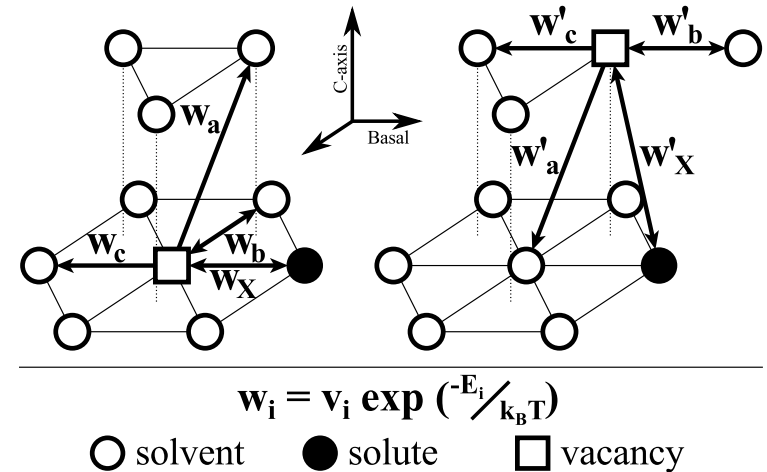 w'c w'b
wa
C-axis
Basal
w'a w'X
wc wb
wX
wi = vi exp (-Ei/kBT)
solvent solute vacancy